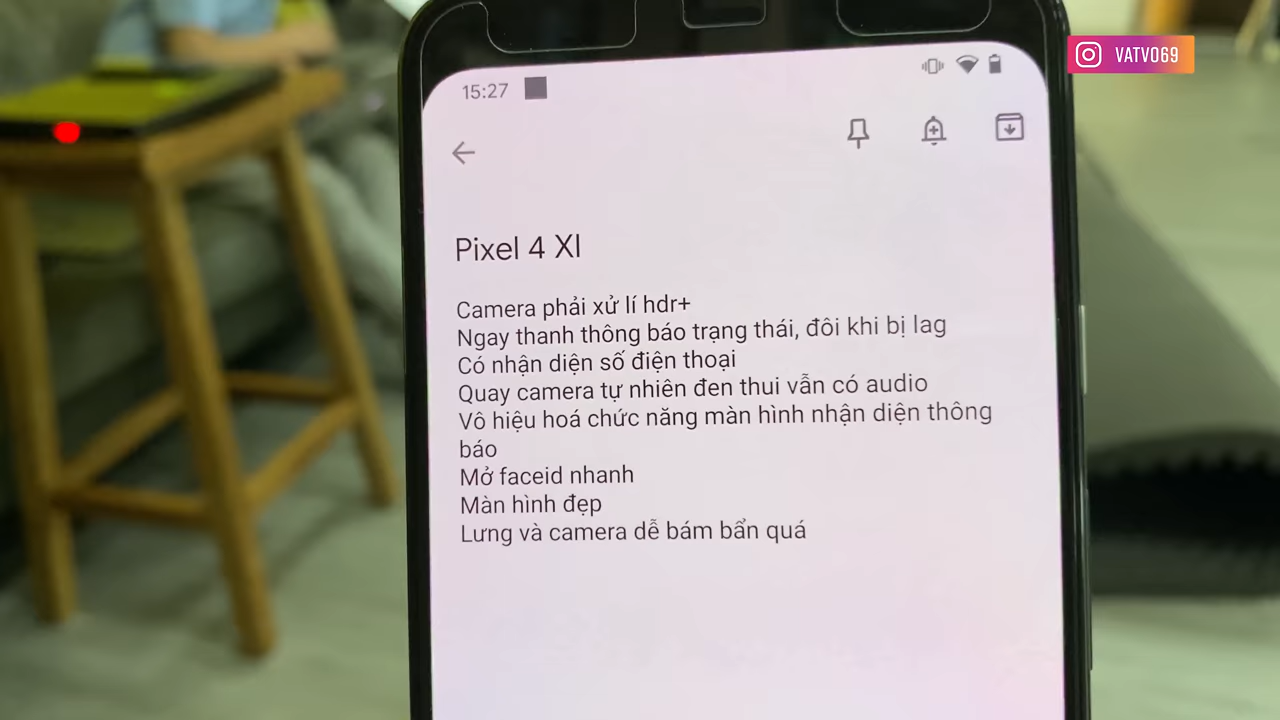 VATVO69
15:27
Pixel 4 Xl
Camera phải xử lí hdr+
Ngay thanh thông báo trạng thái, đôi khi bị lag
Có nhận diện số điện thoại
Quay camera tự nhiên đen thui vẫn có audio
Vô hiệu hoá chức năng màn hình nhận diện thông
báo
Mở faceid nhanh
Màn hình đẹp
Lưng và camera dễ bám bẩn quá